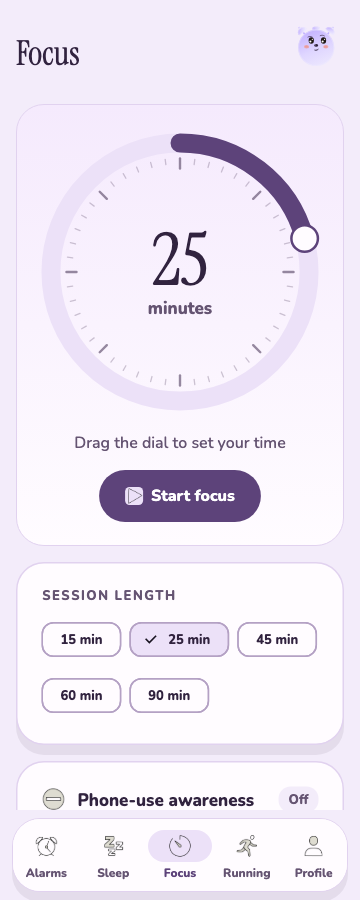 Focus
25
minutes
Drag the dial to set your time
Start focus
SESSION LENGTH
15 min
25 min
45 min
60 min
90 min
Phone-use awareness
Off
Alarms
Sleep
Focus
Running
Profile